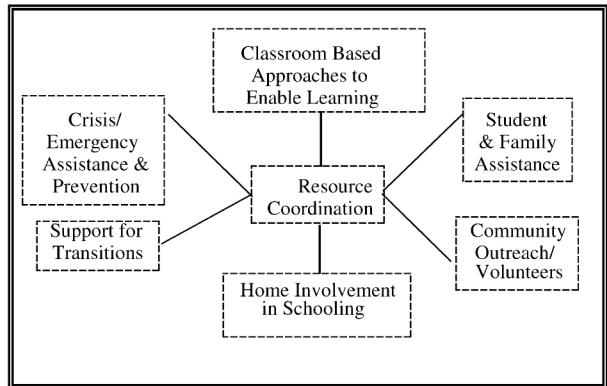 Classroom Based
Approaches to
Enable Learning
Crisis/
Emergency
Assistance &
Prevention
Student
& Family
Assistance
Resource
Coordination
Support for
Transitions
Community
Outreach/
Volunteers
Home Involvement
in Schooling